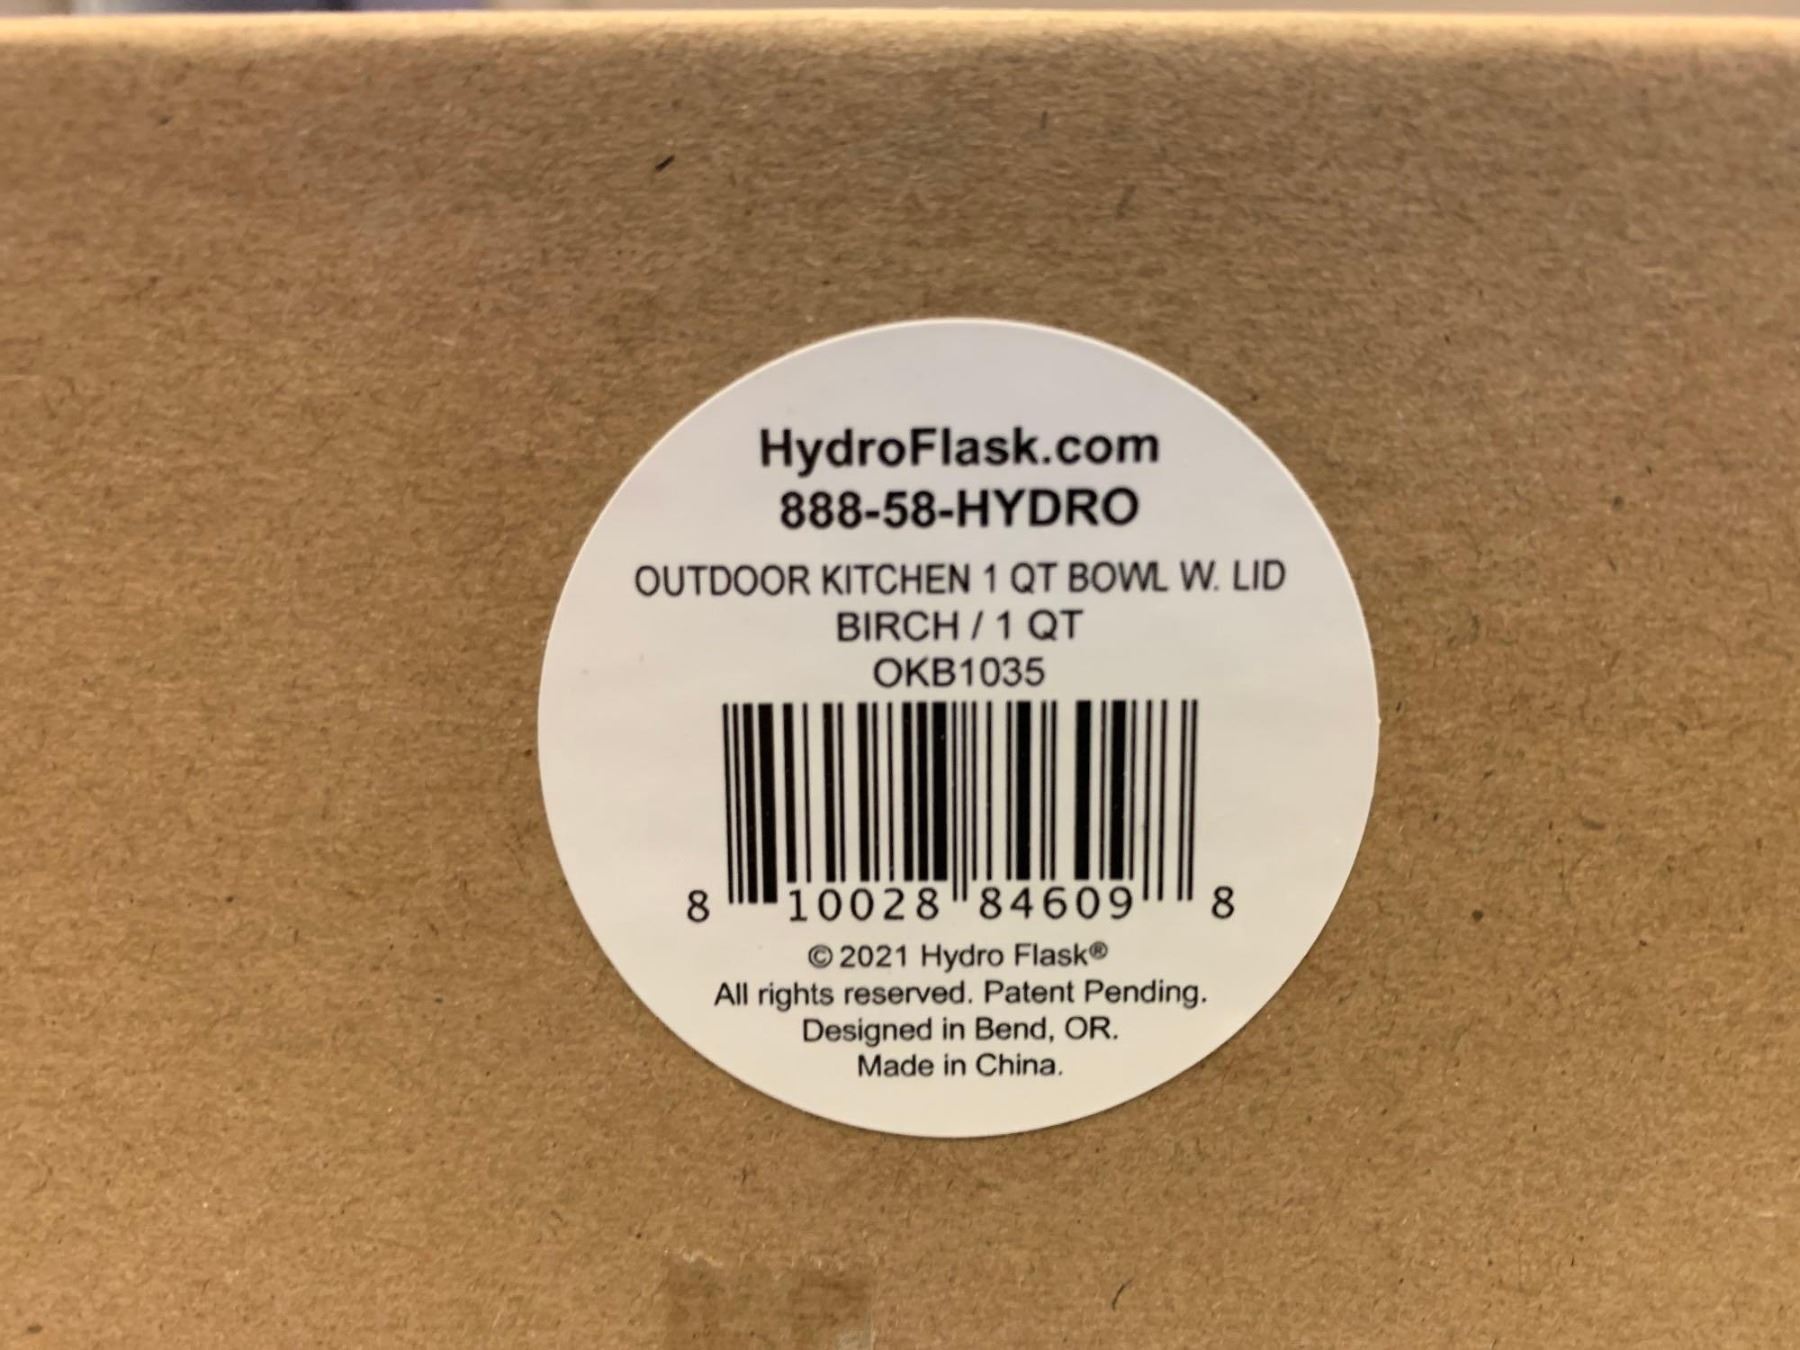 HydroFlask.com
888-58-HYDRO
OUTDOOR KITCHEN 1 QT BOWL W. LID
BIRCH / 1 QT
OKB1035
8 10028 84609 8
© 2021 Hydro Flask®
All rights reserved. Patent Pending.
Designed in Bend, OR.
Made in China.